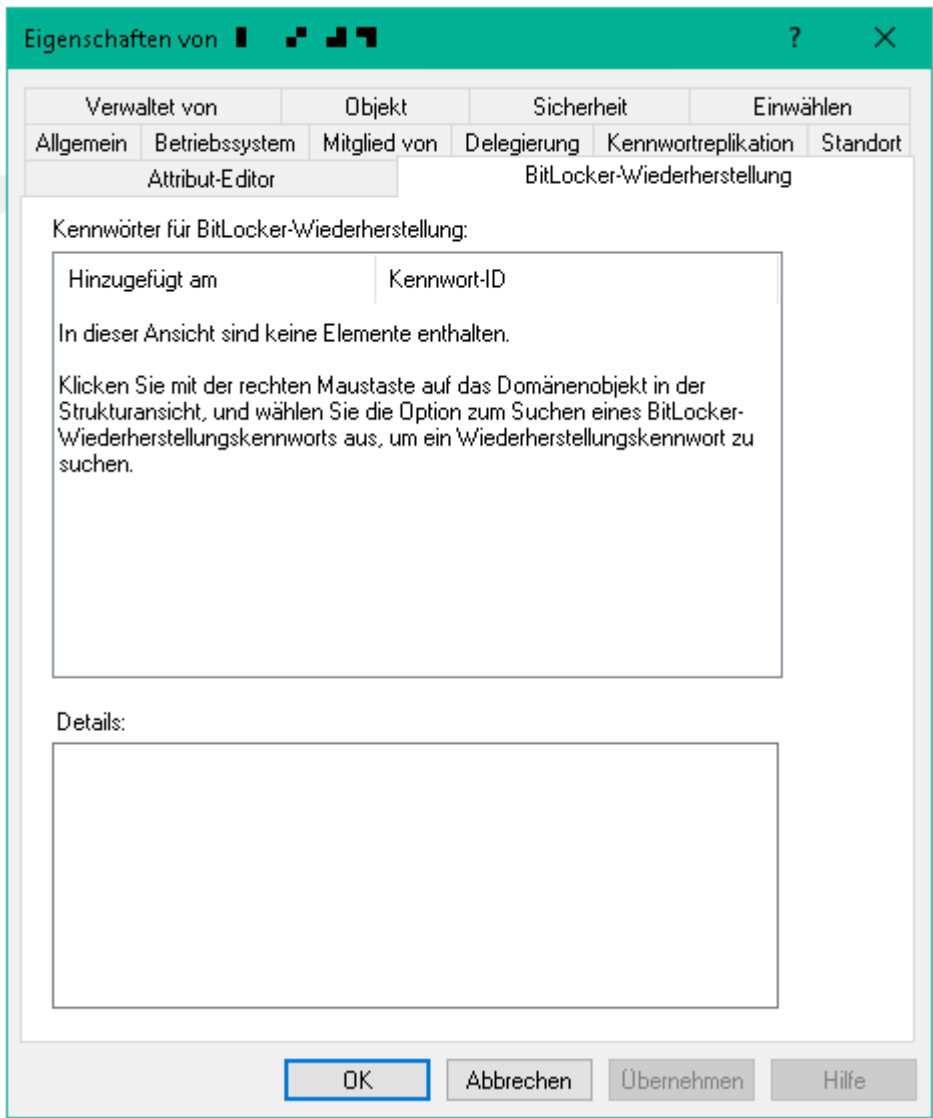 Eigenschaften von
?
Verwaltet von Objekt Sicherheit Einwählen
Allgemein Betriebssystem Mitglied von Delegierung Kennwortreplikation Standort
Attribut-Editor BitLocker-Wiederherstellung
Kennwörter für BitLocker-Wiederherstellung:
Hinzugefügt am Kennwort-ID
In dieser Ansicht sind keine Elemente enthalten.
Klicken Sie mit der rechten Maustaste auf das Domänenobjekt in der
Strukturansicht, und wählen Sie die Option zum Suchen eines BitLocker-
Wiederherstellungskennworts aus, um ein Wiederherstellungskennwort zu
suchen.
Details:
OK Abbrechen Übernehmen Hilfe